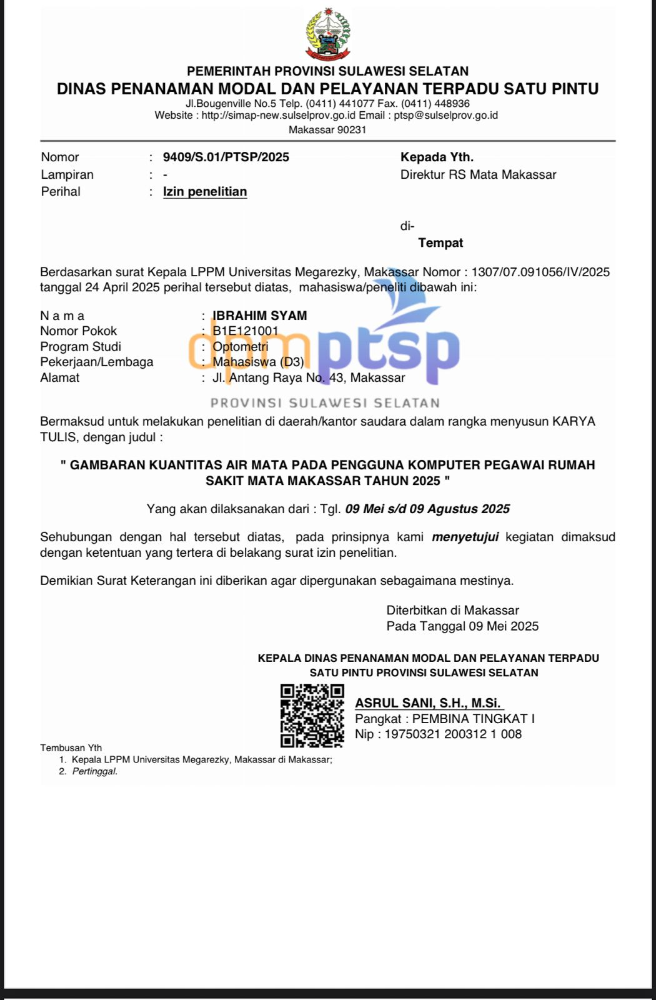 PEMERINTAH PROVINSI SULAWESI SELATAN
DINAS PENANAMAN MODAL DAN PELAYANAN TERPADU SATU PINTU
Jl.Bougenville No.5 Telp. (0411) 441077 Fax. (0411) 448936
Website : http://simap-new.sulselprov.go.id Email : ptsp@sulselprov.go.id
Makassar 90231
Nomor : 9409/S.01/PTSP/2025
Lampiran : -
Perihal : Izin penelitian
Kepada Yth.
Direktur RS Mata Makassar
di-
Tempat
Berdasarkan surat Kepala LPPM Universitas Megarezky, Makassar Nomor : 1307/07.091056/IV/2025
tanggal 24 April 2025 perihal tersebut diatas, mahasiswa/peneliti dibawah ini:
N a m a : IBRAHIM SYAM
Nomor Pokok : B1E121001
Program Studi : Optometri
Pekerjaan/Lembaga : Mahasiswa (D3)
Alamat : Jl. Antang Raya No. 43, Makassar
dpmptsp
PROVINSI SULAWESI SELATAN
Bermaksud untuk melakukan penelitian di daerah/kantor saudara dalam rangka menyusun KARYA
TULIS, dengan judul :
" GAMBARAN KUANTITAS AIR MATA PADA PENGGUNA KOMPUTER PEGAWAI RUMAH
SAKIT MATA MAKASSAR TAHUN 2025 "
Yang akan dilaksanakan dari : Tgl. 09 Mei s/d 09 Agustus 2025
Sehubungan dengan hal tersebut diatas, pada prinsipnya kami menyetujui kegiatan dimaksud
dengan ketentuan yang tertera di belakang surat izin penelitian.
Demikian Surat Keterangan ini diberikan agar dipergunakan sebagaimana mestinya.
Diterbitkan di Makassar
Pada Tanggal 09 Mei 2025
KEPALA DINAS PENANAMAN MODAL DAN PELAYANAN TERPADU
SATU PINTU PROVINSI SULAWESI SELATAN
ASRUL SANI, S.H., M.Si.
Pangkat : PEMBINA TINGKAT I
Nip : 19750321 200312 1 008
Tembusan Yth
1. Kepala LPPM Universitas Megarezky, Makassar di Makassar;
2. Pertinggal.